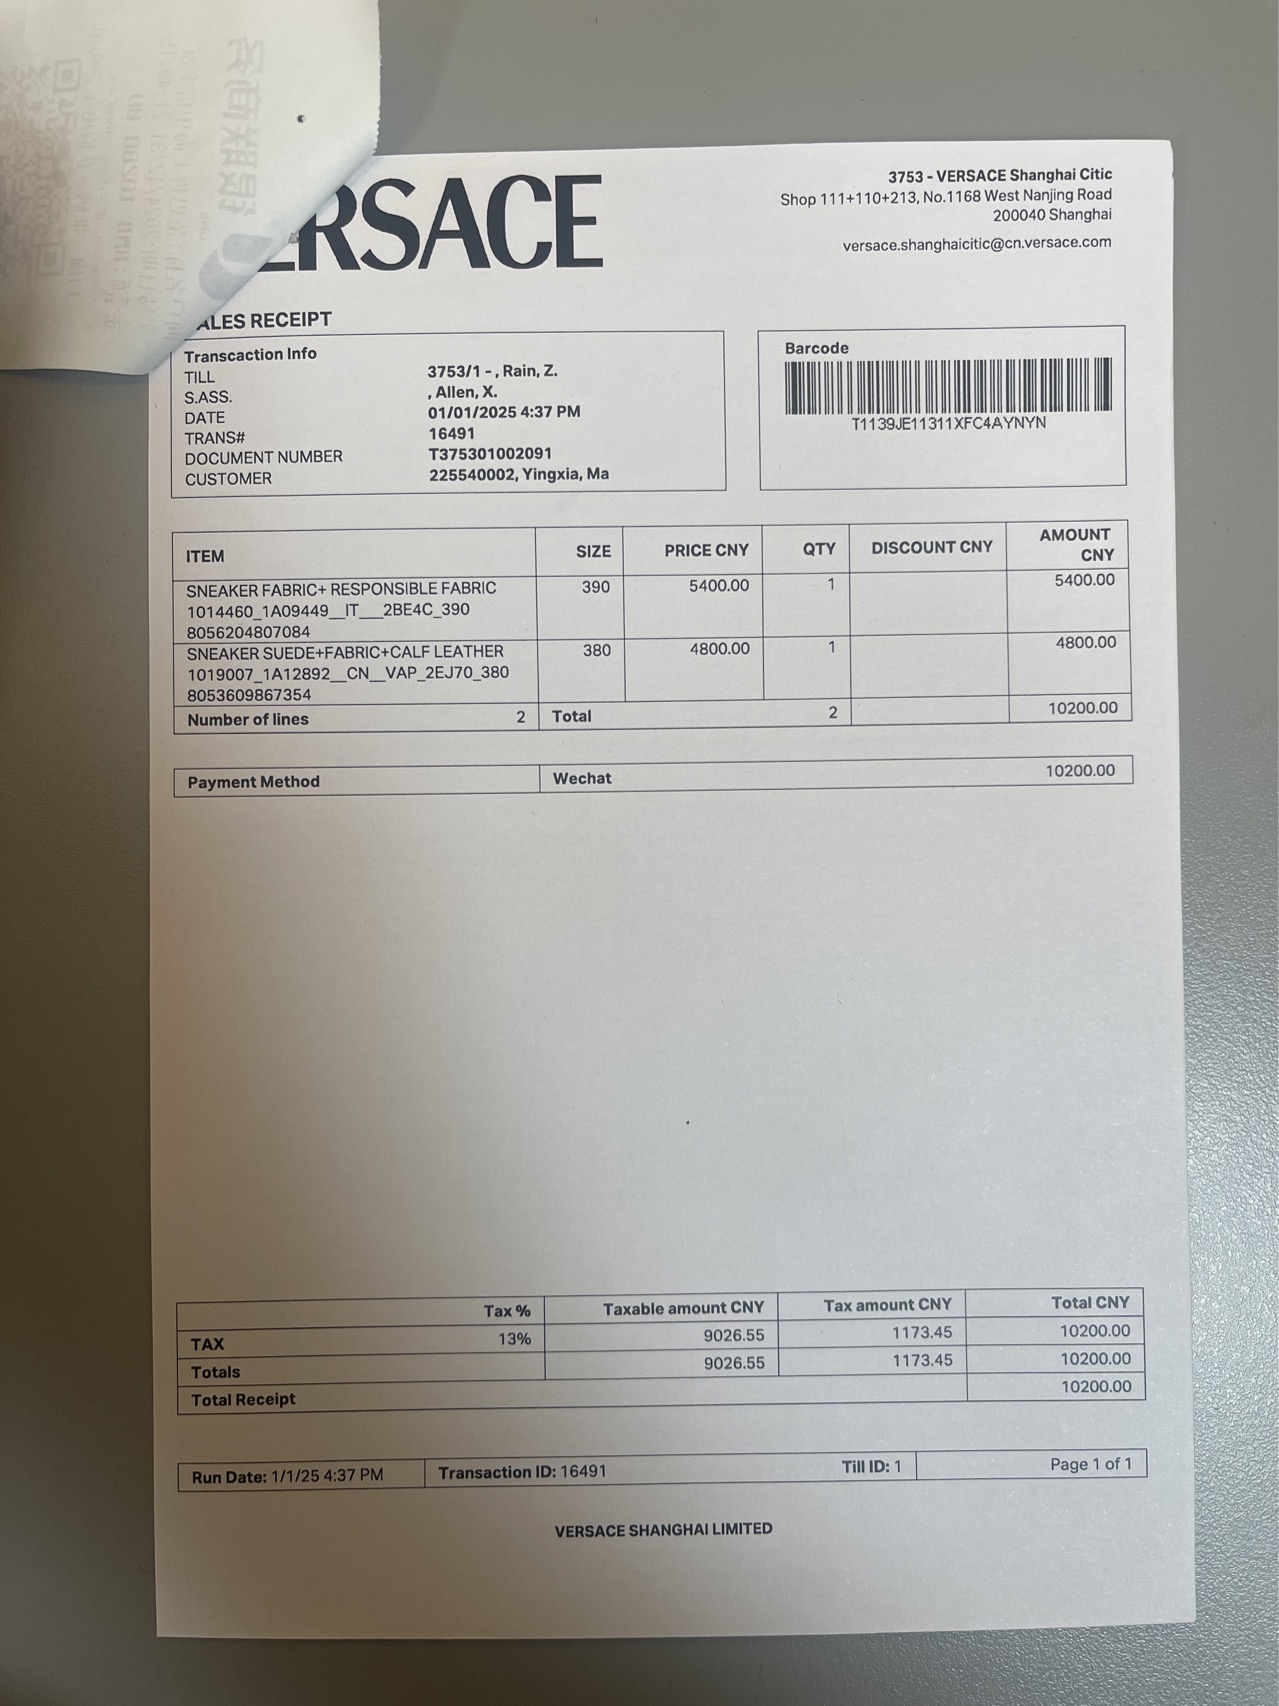 RSACE
3753 - VERSACE Shanghai Citic
Shop 111+110+213, No.1168 West Nanjing Road
200040 Shanghai
versace.shanghaicitic@cn.versace.com
ALES RECEIPT
Transcaction Info
TILL 3753/1 - , Rain, Z.
S.ASS. , Allen, X.
DATE 01/01/2025 4:37 PM
TRANS# 16491
DOCUMENT NUMBER T375301002091
CUSTOMER 225540002, Yingxia, Ma
Barcode
T1139JE11311XFC4AYNYN
ITEM SIZE PRICE CNY QTY DISCOUNT CNY AMOUNT CNY
SNEAKER FABRIC+ RESPONSIBLE FABRIC 390 5400.00 1 5400.00
1014460_1A09449__IT___2BE4C_390
8056204807084
SNEAKER SUEDE+FABRIC+CALF LEATHER 380 4800.00 1 4800.00
1019007_1A12892__CN__VAP_2EJ70_380
8053609867354
Number of lines 2 Total 2 10200.00
Payment Method Wechat 10200.00
Tax % Taxable amount CNY Tax amount CNY Total CNY
TAX 13% 9026.55 1173.45 10200.00
Totals 9026.55 1173.45 10200.00
Total Receipt 10200.00
Run Date: 1/1/25 4:37 PM Transaction ID: 16491 Till ID: 1 Page 1 of 1
VERSACE SHANGHAI LIMITED